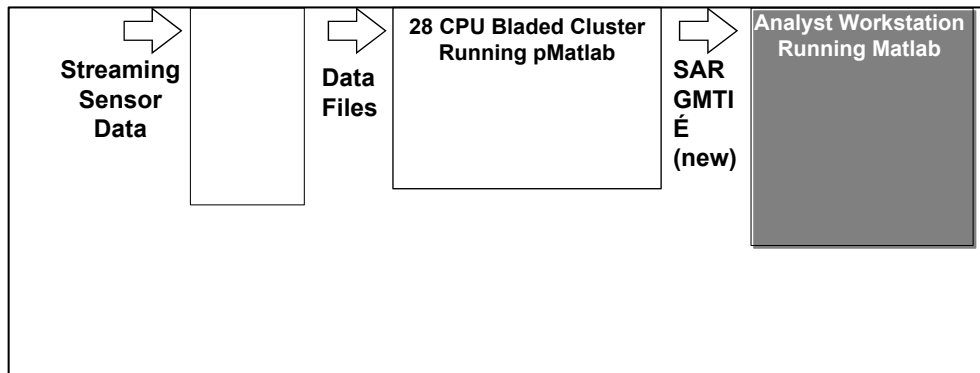 Streaming
Sensor
Data
Data
Files
28 CPU Bladed Cluster
Running pMatlab
SAR
GMTI
É
(new)
Analyst Workstation
Running Matlab